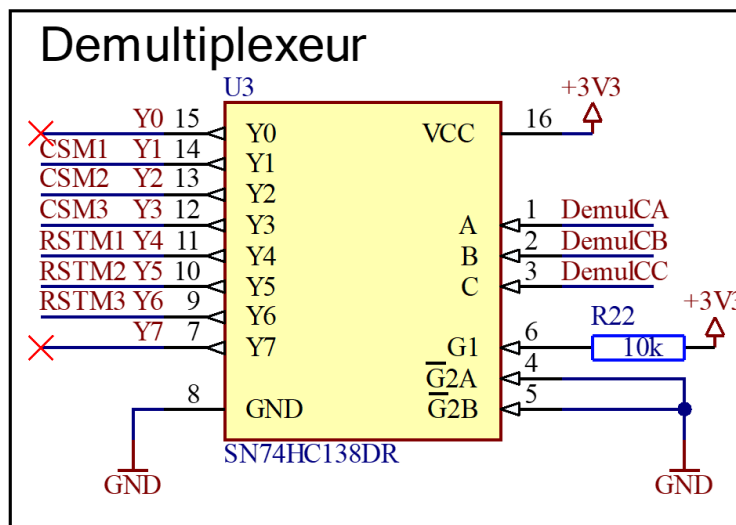 Demultiplexeur
U3
+3V3
Y0 15 Y0 VCC 16
CSM1 Y1 14 Y1
CSM2 Y2 13 Y2
CSM3 Y3 12 Y3 A 1 DemulCA
RSTM1 Y4 11 Y4 B 2 DemulCB
RSTM2 Y5 10 Y5 C 3 DemulCC
RSTM3 Y6 9 Y6
R22 +3V3
Y7 7 Y7 G1 6 10k
G2A 4
8 GND G2B 5
SN74HC138DR
GND GND